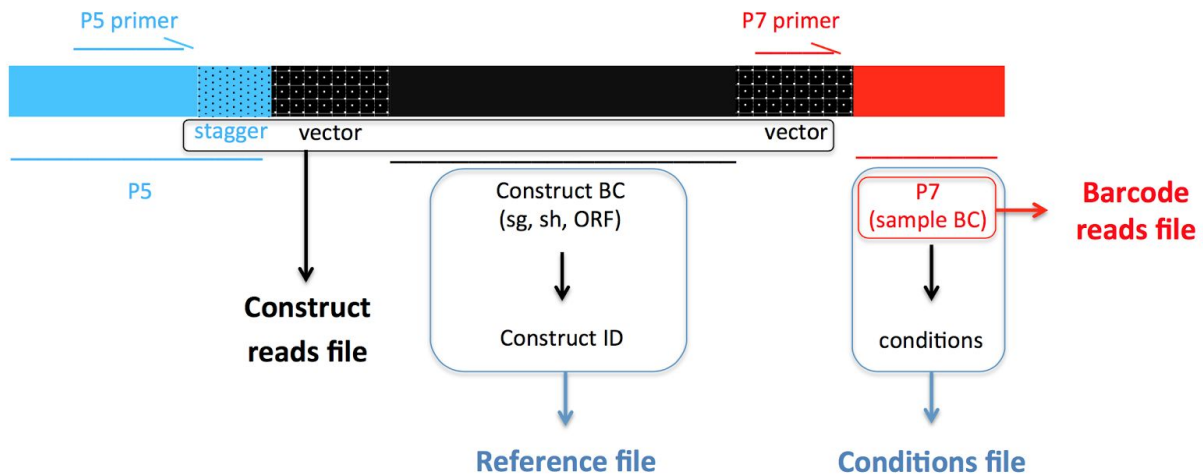 P5 primer
P7 primer
stagger
vector
vector
P5
Construct BC
(sg, sh, ORF)
P7
(sample BC)
Barcode
reads file
Construct
reads file
Construct ID
conditions
Reference file
Conditions file